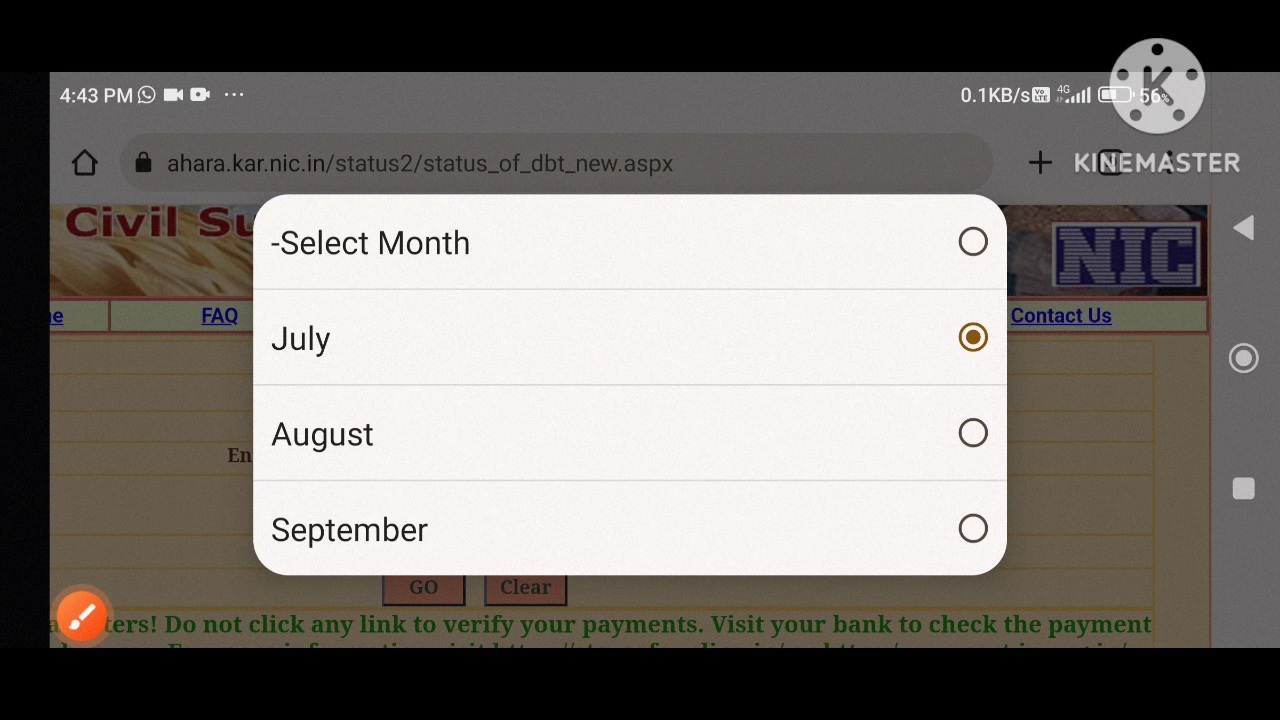 4:43 PM ...
0.1KB/s Vo LTE 4G 56%
KINEMASTER
ahara.kar.nic.in/status2/status_of_dbt_new.aspx
Civil Su
NIC
FAQ
Contact Us
-Select Month
July
August
September
En
GO Clear
ters! Do not click any link to verify your payments. Visit your bank to check the payment